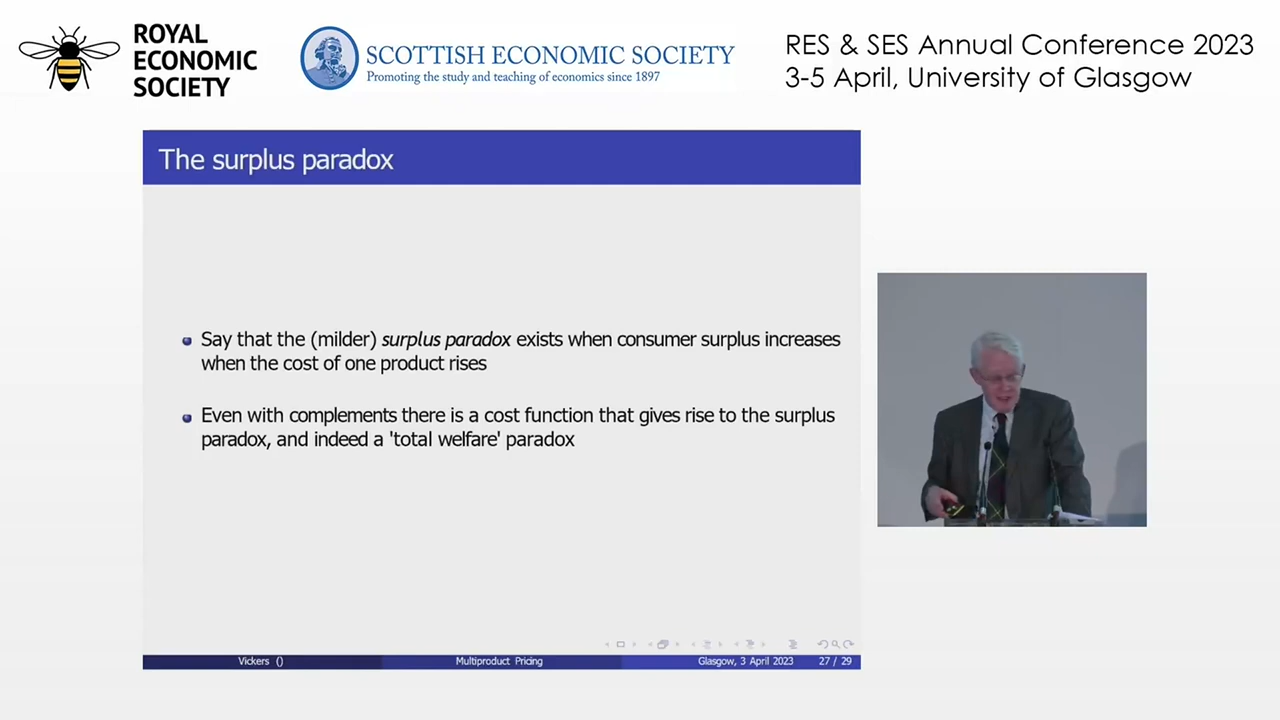 ROYAL
ECONOMIC
SOCIETY
SCOTTISH ECONOMIC SOCIETY
Promoting the study and teaching of economics since 1897
RES & SES Annual Conference 2023
3-5 April, University of Glasgow
The surplus paradox
Say that the (milder) surplus paradox exists when consumer surplus increases
when the cost of one product rises
Even with complements there is a cost function that gives rise to the surplus
paradox, and indeed a 'total welfare' paradox
Vickers () Multiproduct Pricing Glasgow, 3 April 2023 27 / 29